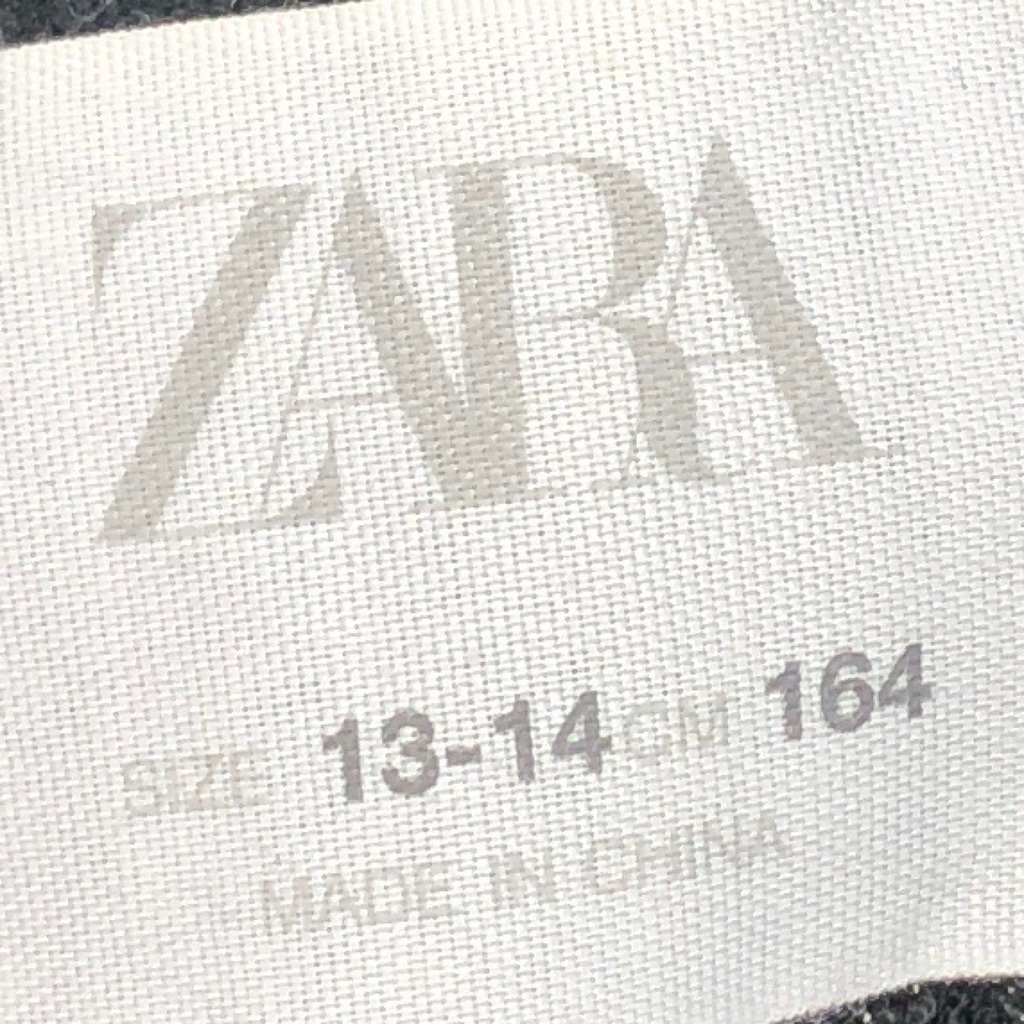 ZARA
SIZE 13-14 CM 164
MADE IN CHINA